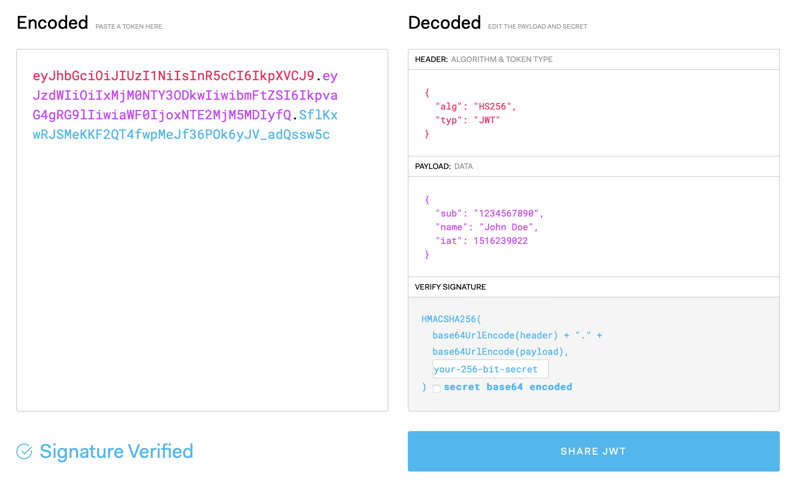 Encoded PASTE A TOKEN HERE
eyJhbGciOiJIUzI1NiIsInR5cCI6IkpXVCJ9.ey
JzdWIiOiIxMjM0NTY3ODkwIiwibmFtZSI6Ikpva
G4gRG9lIiwiaWF0IjoxNTE2MjM5MDIyfQ.SflKx
wRJSMeKKF2QT4fwpMeJf36POk6yJV_adQssw5c
Signature Verified
Decoded EDIT THE PAYLOAD AND SECRET
HEADER: ALGORITHM & TOKEN TYPE
{
"alg": "HS256",
"typ": "JWT"
}
PAYLOAD: DATA
{
"sub": "1234567890",
"name": "John Doe",
"iat": 1516239022
}
VERIFY SIGNATURE
HMACSHA256(
base64UrlEncode(header) + "." +
base64UrlEncode(payload),
your-256-bit-secret
) secret base64 encoded
SHARE JWT